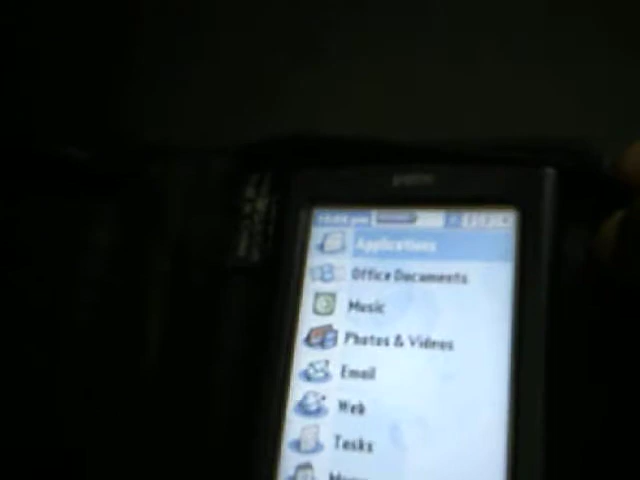 Applications
Office Documents
Music
Photos & Videos
Email
Web
Tasks